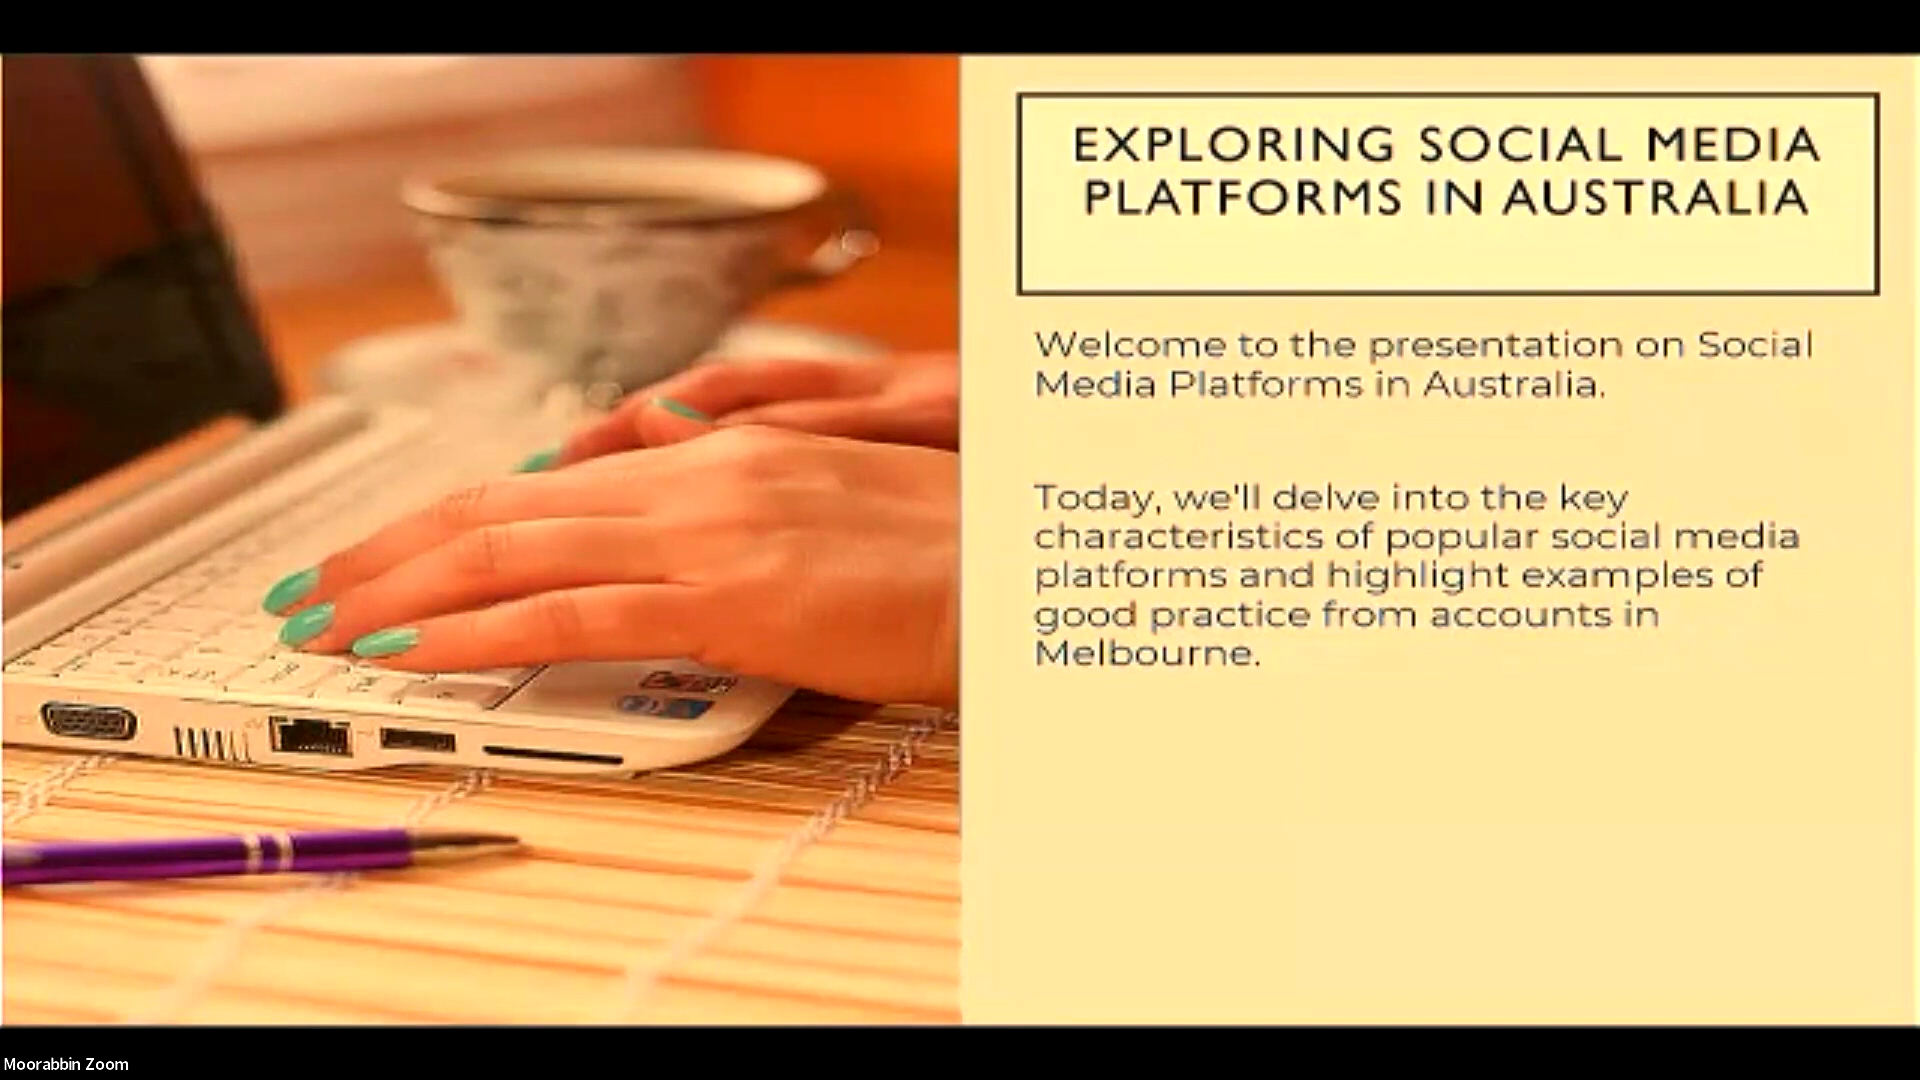 EXPLORING SOCIAL MEDIA
PLATFORMS IN AUSTRALIA
Welcome to the presentation on Social
Media Platforms in Australia.
Today, we'll delve into the key
characteristics of popular social media
platforms and highlight examples of
good practice from accounts in
Melbourne.
Moorabbin Zoom